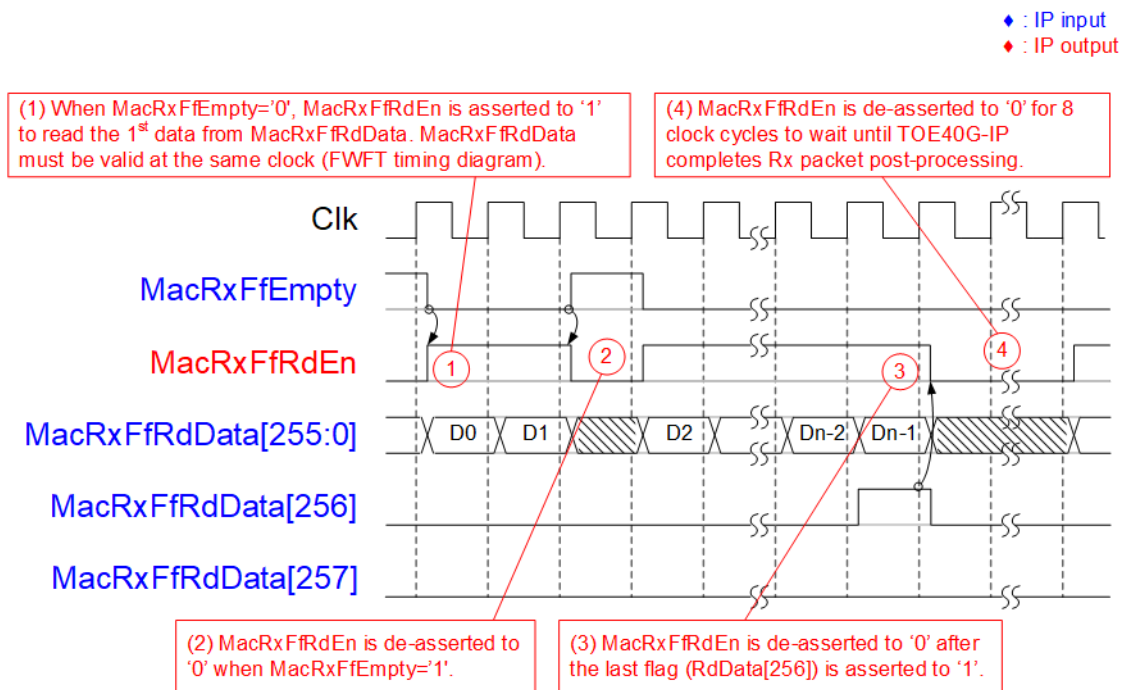 ♦ : IP input
♦ : IP output
(1) When MacRxFfEmpty='0', MacRxFfRdEn is asserted to ‘1’
to read the 1st data from MacRxFfRdData. MacRxFfRdData
must be valid at the same clock (FWFT timing diagram).
(4) MacRxFfRdEn is de-asserted to ‘0’ for 8
clock cycles to wait until TOE40G-IP
completes Rx packet post-processing.
Clk
MacRxFfEmpty
MacRxFfRdEn
1
2
3
4
MacRxFfRdData[255:0]
D0
D1
D2
Dn-2
Dn-1
MacRxFfRdData[256]
MacRxFfRdData[257]
(2) MacRxFfRdEn is de-asserted to
‘0’ when MacRxFfEmpty='1'.
(3) MacRxFfRdEn is de-asserted to ‘0’ after
the last flag (RdData[256]) is asserted to ‘1’.